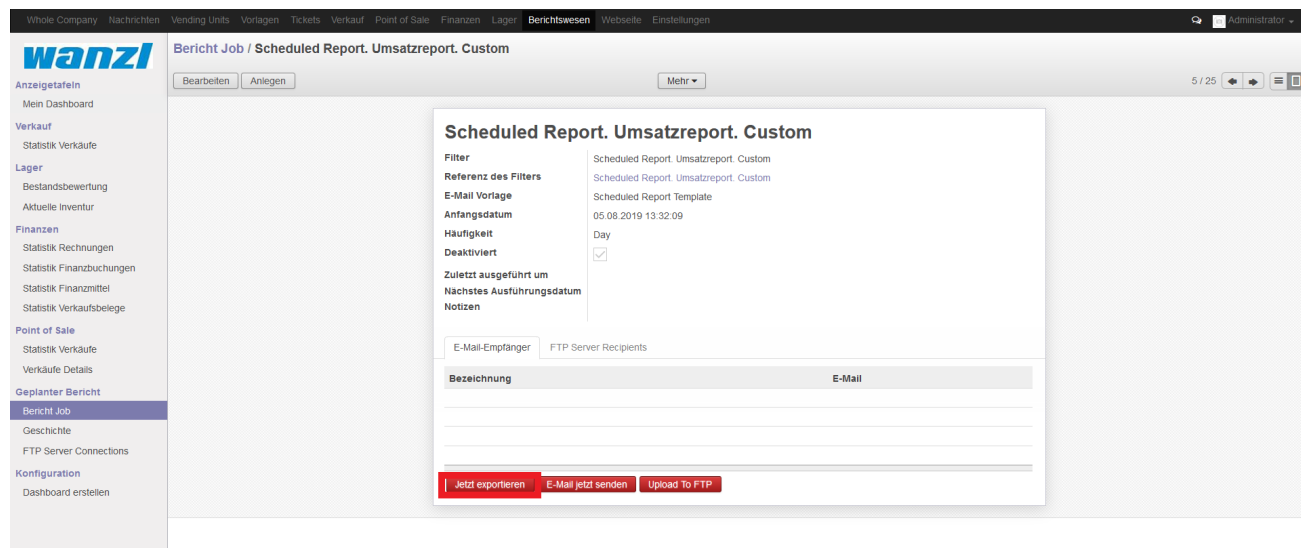 Whole Company Nachrichten Vending Units Vorlagen Tickets Verkauf Point of Sale Finanzen Lager Berichtswesen Webseite Einstellungen Administrator
wanzl
Bericht Job / Scheduled Report. Umsatzreport. Custom
Bearbeiten Anlegen Mehr 5 / 25
Anzeigetafeln
Mein Dashboard
Verkauf
Statistik Verkäufe
Lager
Bestandsbewertung
Aktuelle Inventur
Finanzen
Statistik Rechnungen
Statistik Finanzbuchungen
Statistik Finanzmittel
Statistik Verkaufsbelege
Point of Sale
Statistik Verkäufe
Verkäufe Details
Geplanter Bericht
Bericht Job
Geschichte
FTP Server Connections
Konfiguration
Dashboard erstellen
Scheduled Report. Umsatzreport. Custom
Filter Scheduled Report. Umsatzreport. Custom
Referenz des Filters Scheduled Report. Umsatzreport. Custom
E-Mail Vorlage Scheduled Report Template
Anfangsdatum 05.08.2019 13:32:09
Häufigkeit Day
Deaktiviert
Zuletzt ausgeführt um
Nächstes Ausführungsdatum
Notizen
E-Mail-Empfänger FTP Server Recipients
Bezeichnung E-Mail
Jetzt exportieren E-Mail jetzt senden Upload To FTP